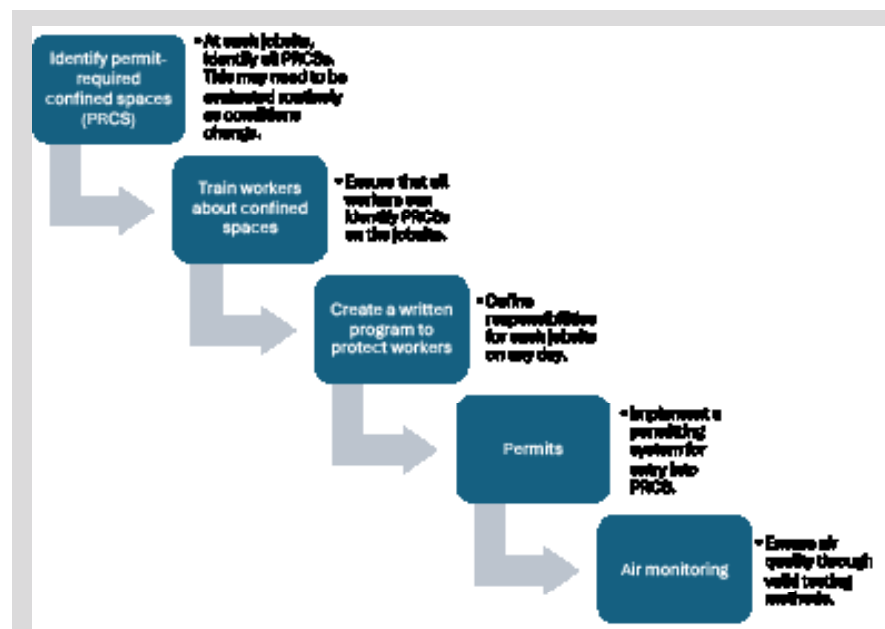 Identify permit-
required
confined spaces
(PRCS)
• At each jobsite,
identify all PRCSs.
This may need to be
evaluated routinely
as conditions
change.
Train workers
about confined
spaces
• Ensure that all
workers can
identify PRCSs
on the jobsite.
Create a written
program to
protect workers
• Define
responsibilities
for each jobsite
on any day.
Permits
• Implement a
permitting
system for
entry into
PRCS.
Air monitoring
• Ensure air
quality through
valid testing
methods.